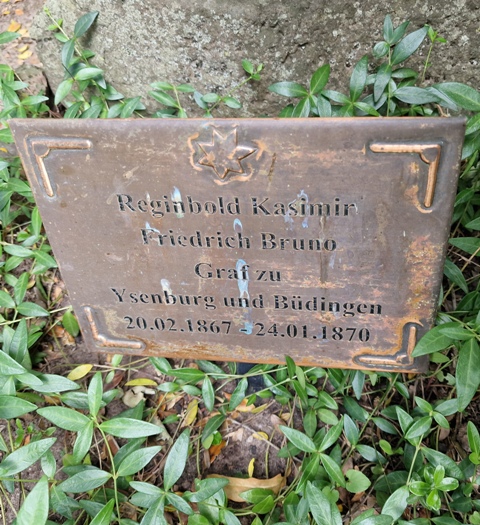 Reginbold Kasimir
Friedrich Bruno
Graf zu
Ysenburg und Büdingen
20.02.1867 - 24.01.1870